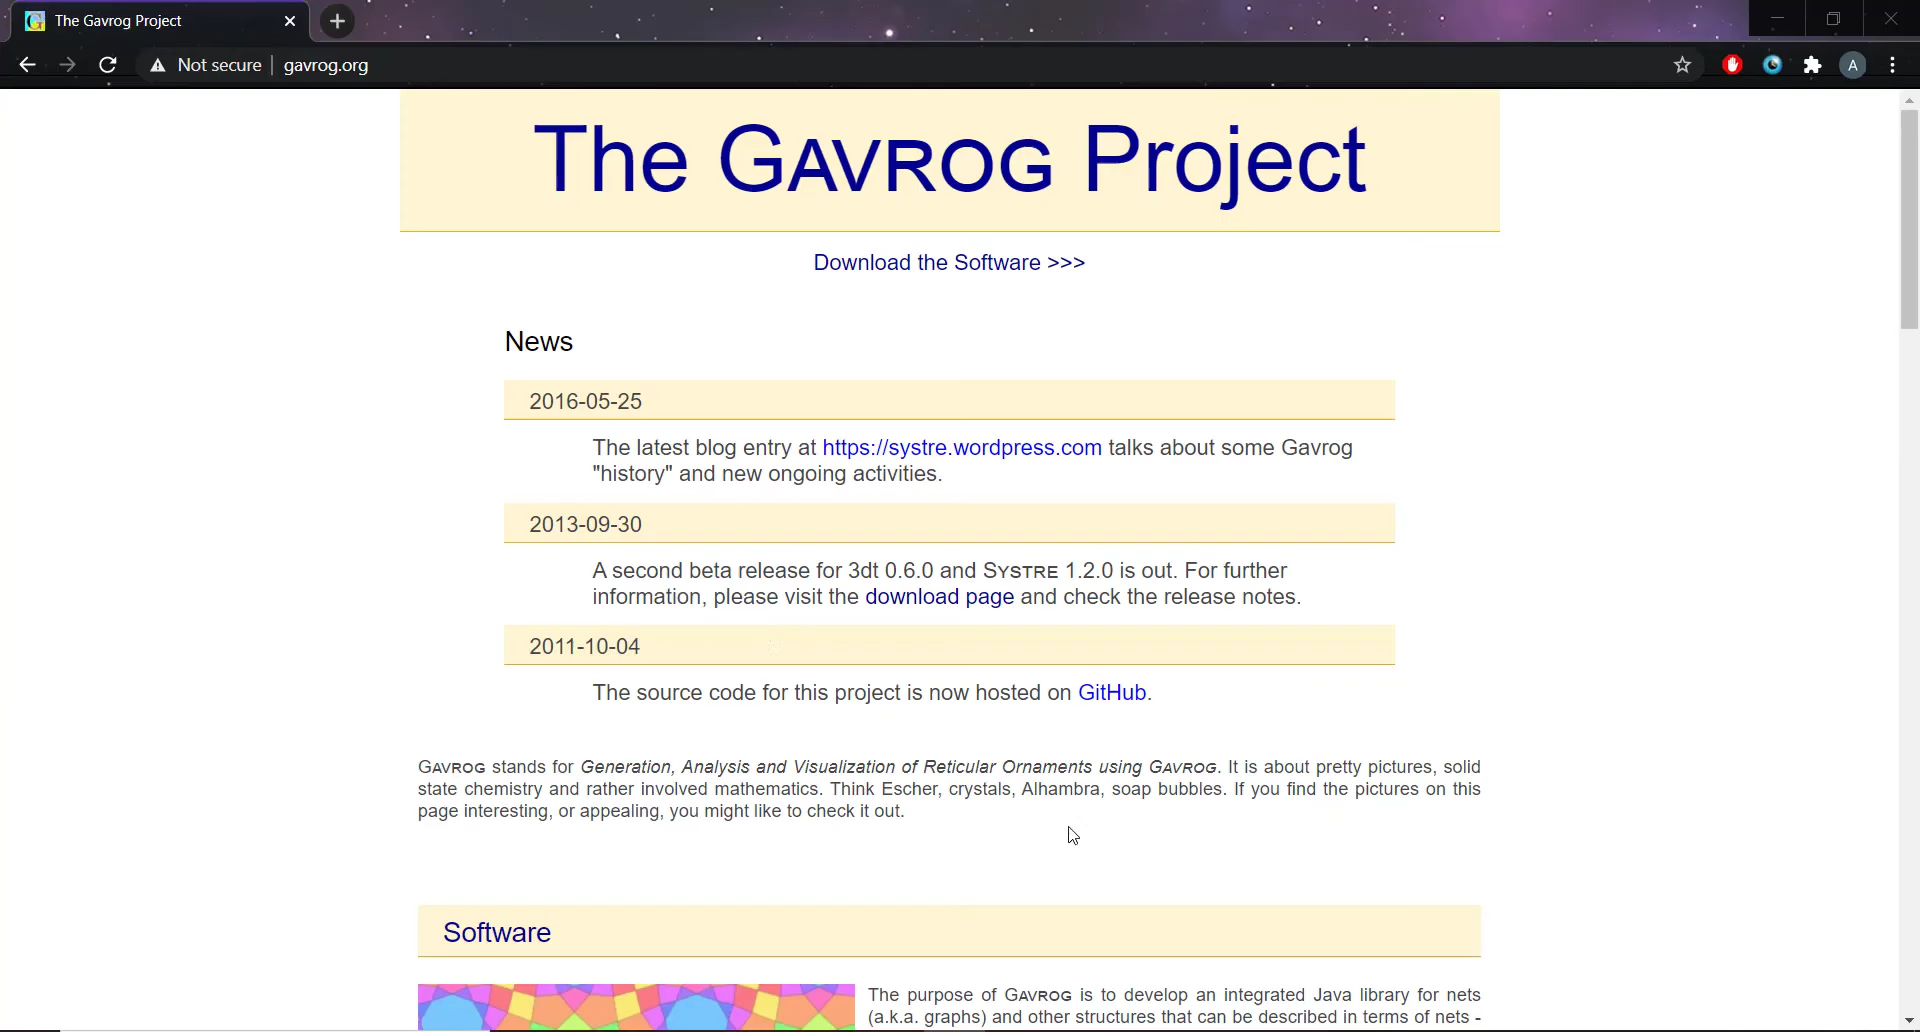 The Gavrog Project
Not secure
gavrog.org
A
The GAVROG Project
Download the Software >>>
News
2016-05-25
The latest blog entry at https://systre.wordpress.com talks about some Gavrog
"history" and new ongoing activities.
2013-09-30
A second beta release for 3dt 0.6.0 and SYSTRE 1.2.0 is out. For further
information, please visit the download page and check the release notes.
2011-10-04
The source code for this project is now hosted on GitHub.
GAVROG stands for Generation, Analysis and Visualization of Reticular Ornaments using GAVROG. It is about pretty pictures, solid
state chemistry and rather involved mathematics. Think Escher, crystals, Alhambra, soap bubbles. If you find the pictures on this
page interesting, or appealing, you might like to check it out.
Software
The purpose of GAVROG is to develop an integrated Java library for nets
(a.k.a. graphs) and other structures that can be described in terms of nets -